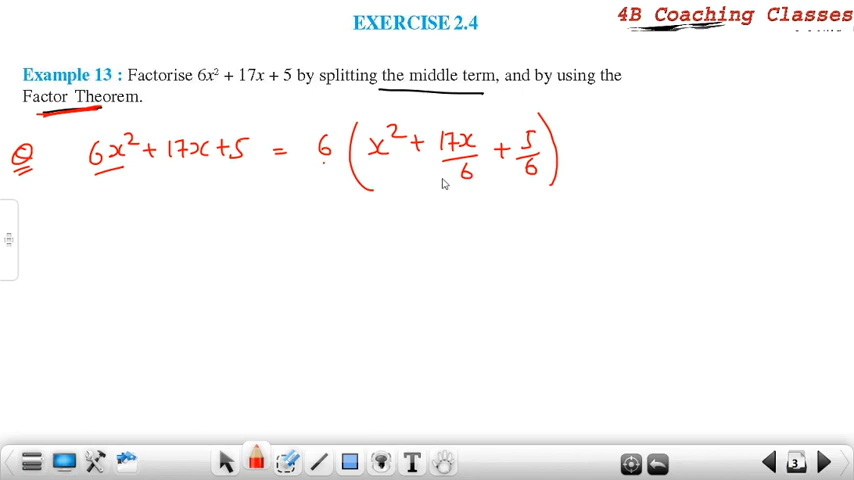 EXERCISE 2.4
4B Coaching Classes
Example 13 : Factorise 6x² + 17x + 5 by splitting the middle term, and by using the
Factor Theorem.
6x² + 17x + 5 = 6 (x² + 17x/6 + 5/6)
3